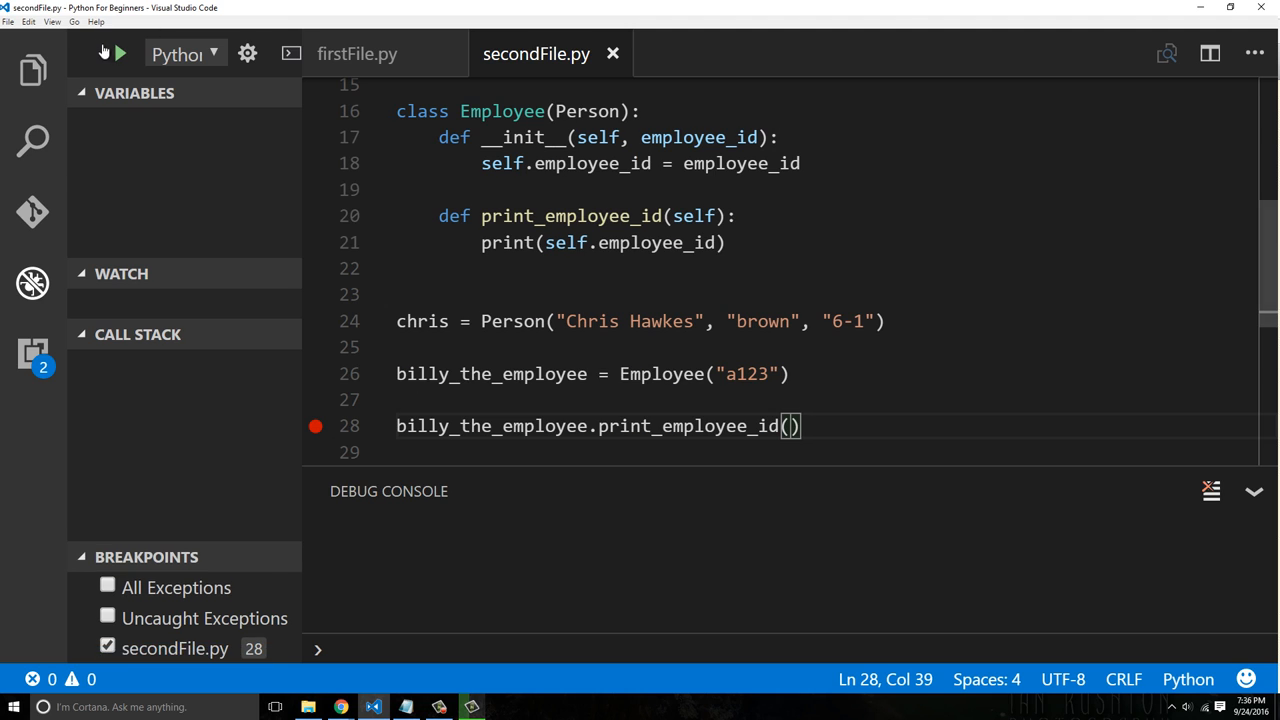 secondFile.py - Python For Beginners - Visual Studio Code
File Edit View Go Help
firstFile.py secondFile.py
VARIABLES
WATCH
CALL STACK
2
BREAKPOINTS
All Exceptions
Uncaught Exceptions
secondFile.py 28
15
16 class Employee(Person):
17 def __init__(self, employee_id):
18 self.employee_id = employee_id
19
20 def print_employee_id(self):
21 print(self.employee_id)
22
23
24 chris = Person("Chris Hawkes", "brown", "6-1")
25
26 billy_the_employee = Employee("a123")
27
28 billy_the_employee.print_employee_id()
29
DEBUG CONSOLE
0 0 Ln 28, Col 39 Spaces: 4 UTF-8 CRLF Python
I'm Cortana. Ask me anything.
7:36 PM
9/24/2016